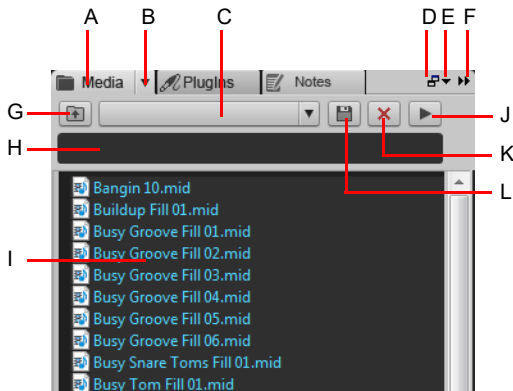 A B C D E F
Media PlugIns Notes
G
J
H
K
L
Bangin 10.mid
Buildup Fill 01.mid
Busy Groove Fill 01.mid
I Busy Groove Fill 02.mid
Busy Groove Fill 03.mid
Busy Groove Fill 04.mid
Busy Groove Fill 05.mid
Busy Groove Fill 06.mid
Busy Snare Toms Fill 01.mid
Busy Tom Fill 01.mid